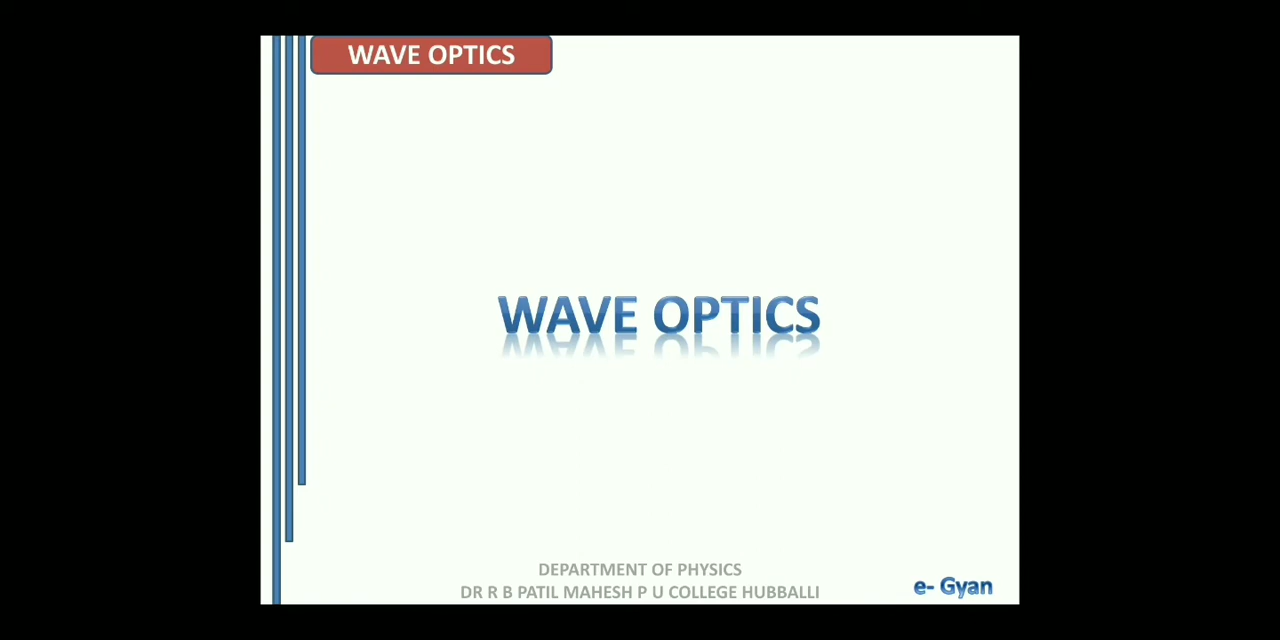 WAVE OPTICS
WAVE OPTICS
DEPARTMENT OF PHYSICS
DR R B PATIL MAHESH P U COLLEGE HUBBALLI
e- Gyan